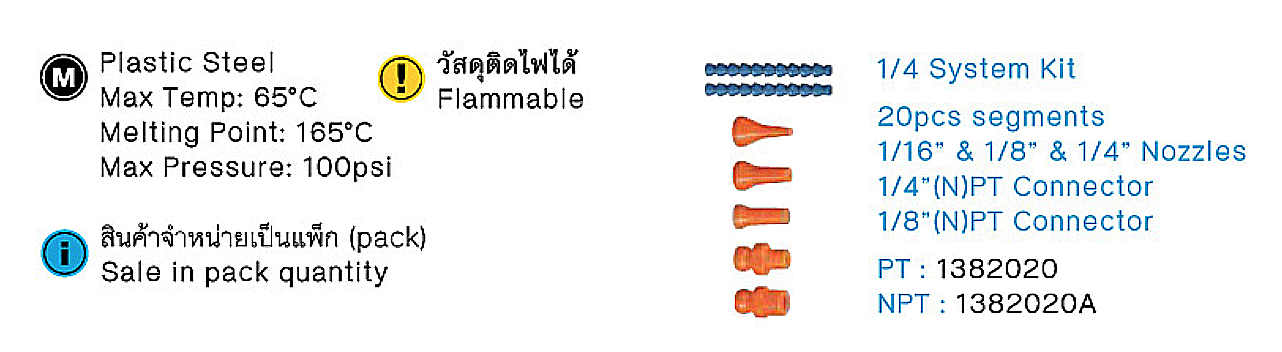 M
Plastic Steel
Max Temp: 65°C
Melting Point: 165°C
Max Pressure: 100psi
!
วัสดุติดไฟได้
Flammable
i
สินค้าจำหน่ายเป็นแพ็ก (pack)
Sale in pack quantity
1/4 System Kit
20pcs segments
1/16” & 1/8” & 1/4” Nozzles
1/4”(N)PT Connector
1/8”(N)PT Connector
PT : 1382020
NPT : 1382020A